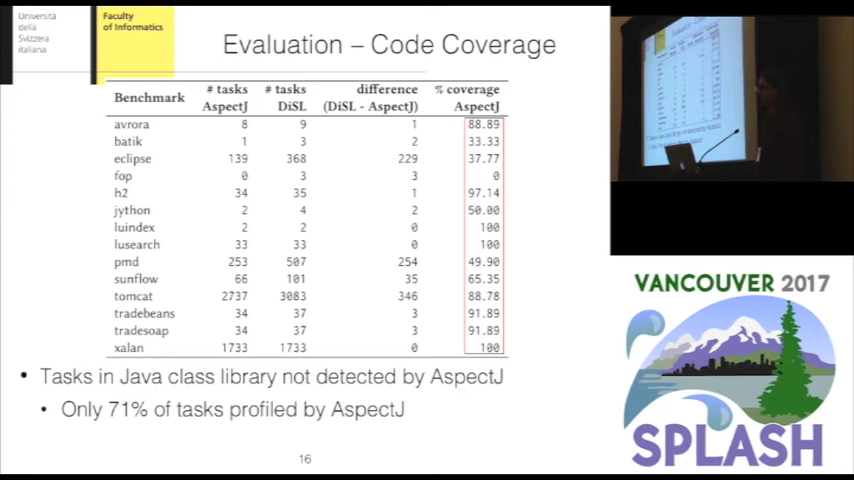 Università
della
Svizzera
italiana
Faculty
of Informatics
Evaluation – Code Coverage
Benchmark # tasks AspectJ # tasks DiSL difference (DiSL - AspectJ) % coverage AspectJ
avrora 8 9 1 88.89
batik 1 3 2 33.33
eclipse 139 368 229 37.77
fop 0 3 3 0
h2 34 35 1 97.14
jython 2 4 2 50.00
luindex 2 2 0 100
lusearch 33 33 0 100
pmd 253 507 254 49.90
sunflow 66 101 35 65.35
tomcat 2737 3083 346 88.78
tradebeans 34 37 3 91.89
tradesoap 34 37 3 91.89
xalan 1733 1733 0 100
• Tasks in Java class library not detected by AspectJ
• Only 71% of tasks profiled by AspectJ
16
VANCOUVER 2017
SPLASH